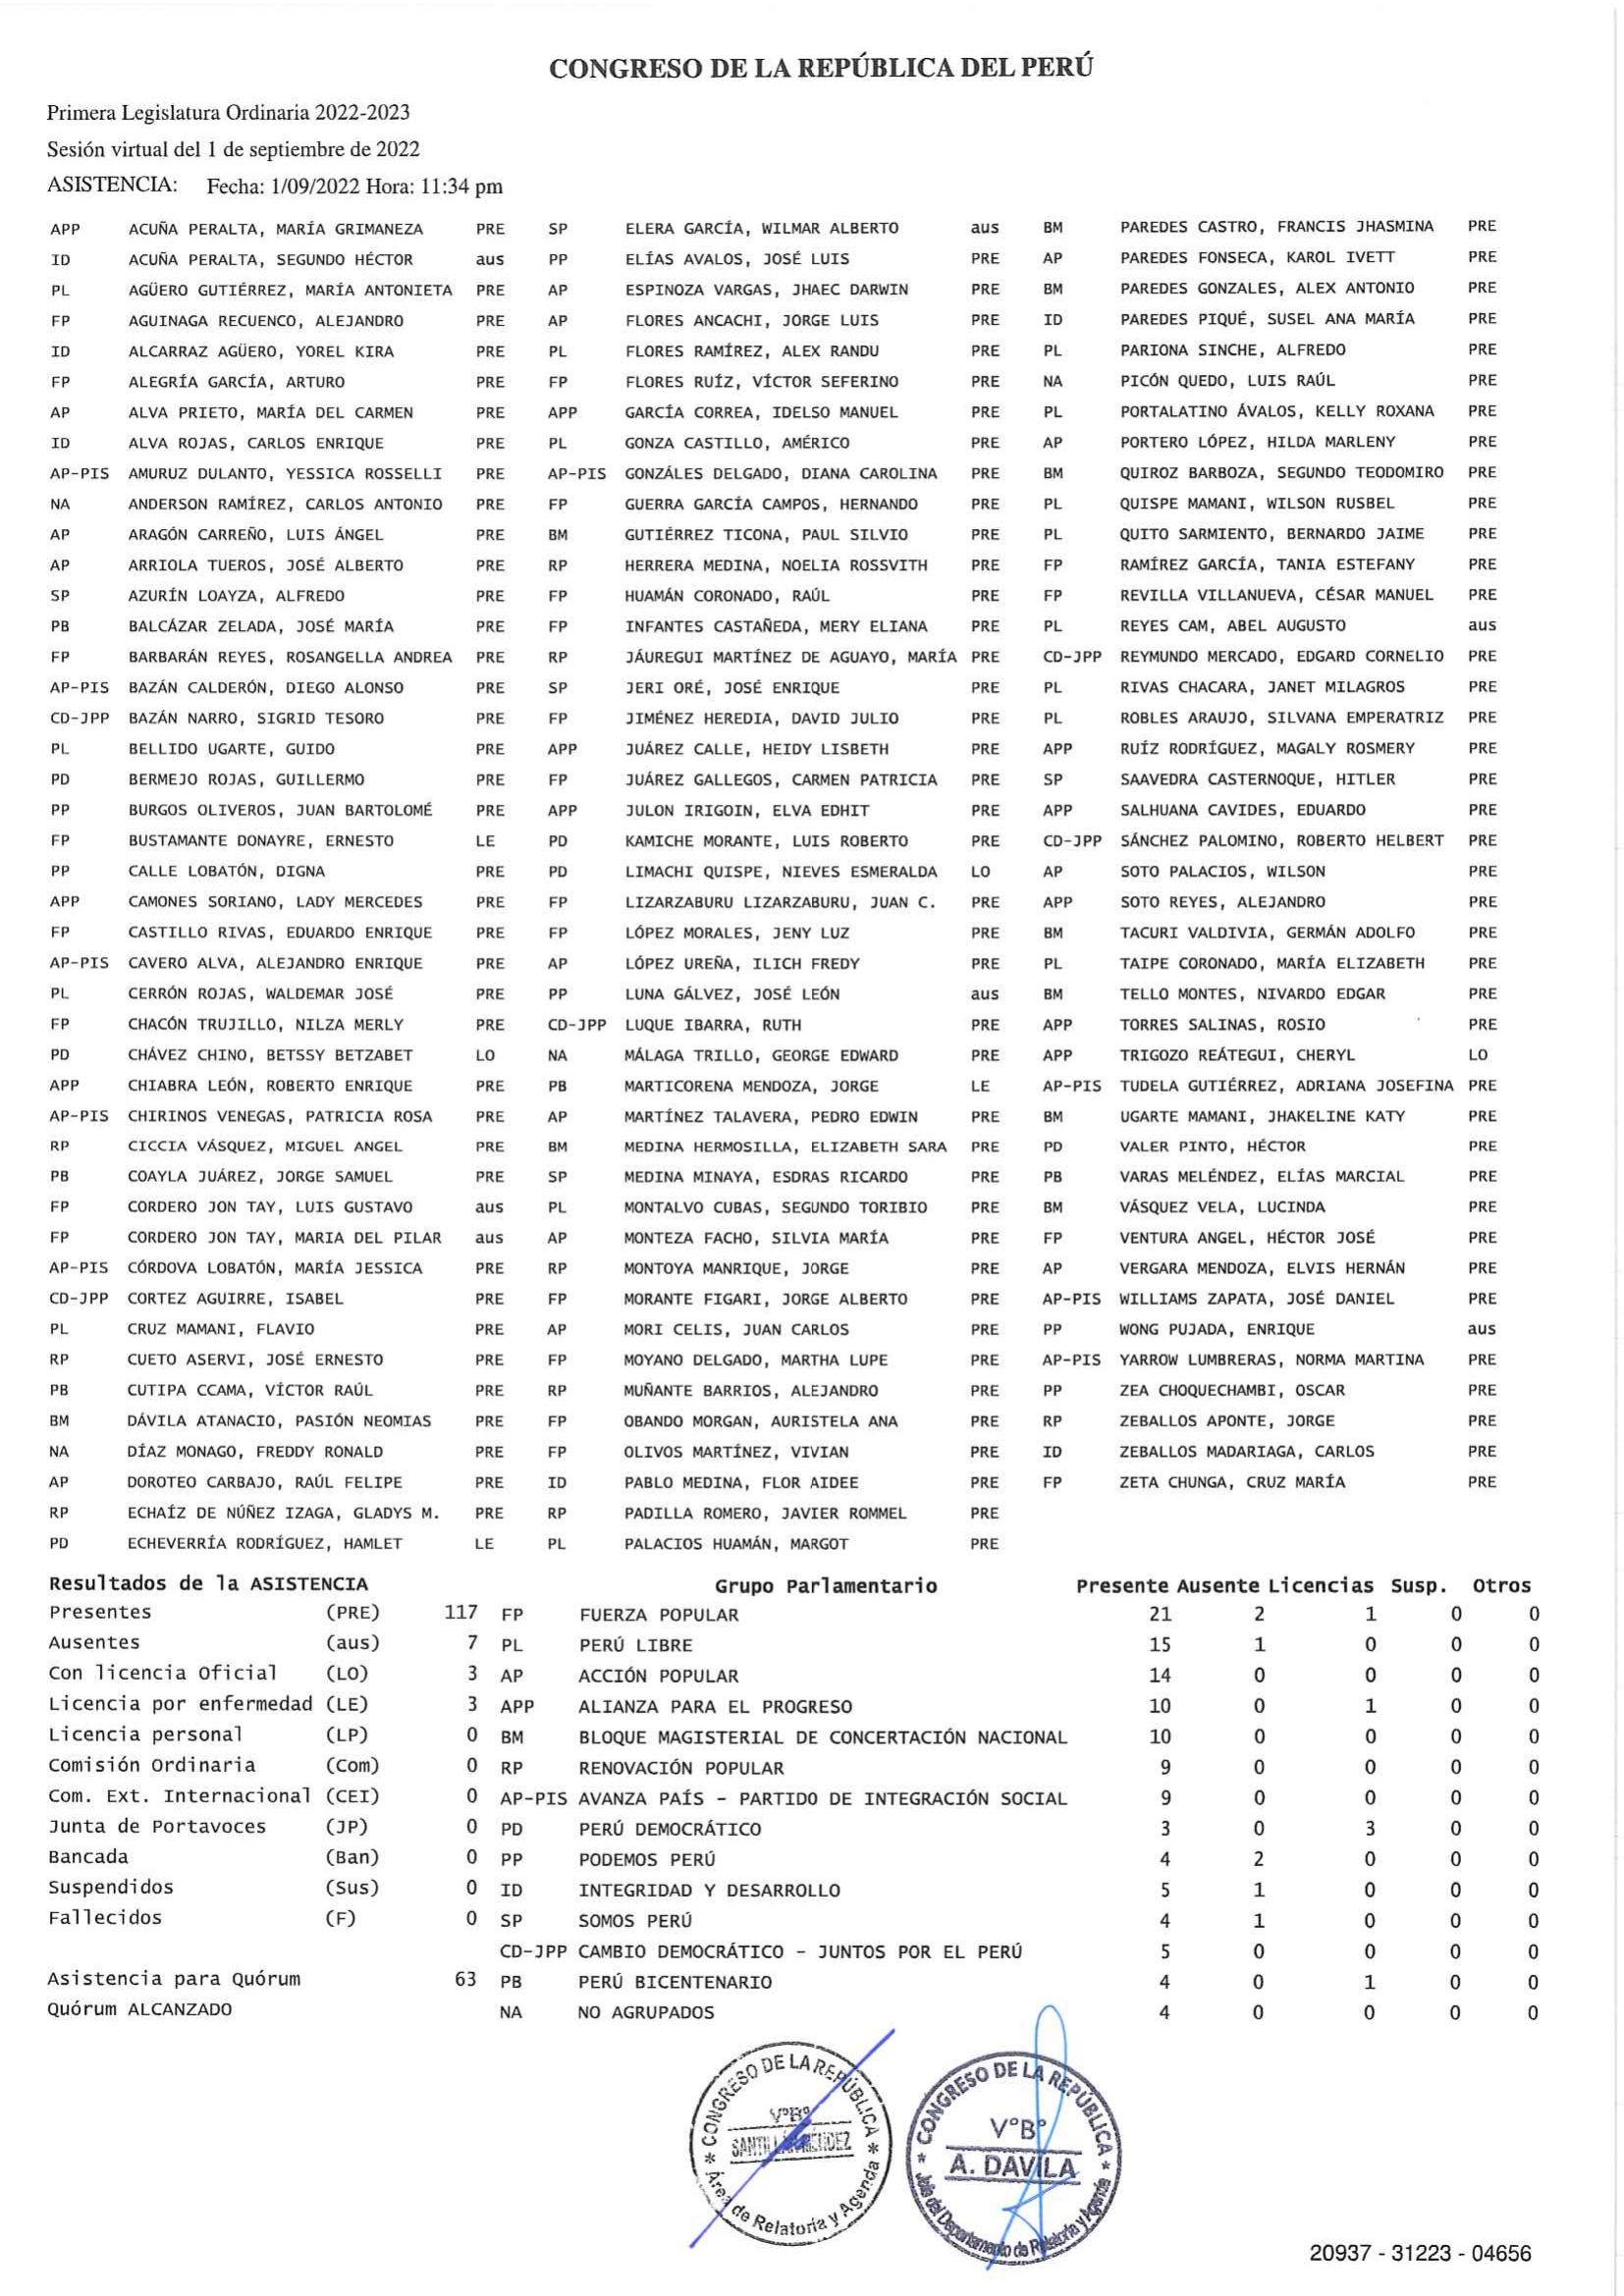 CONGRESO DE LA REPÚBLICA DEL PERÚ
Primera Legislatura Ordinaria 2022-2023
Sesión virtual del 1 de septiembre de 2022
ASISTENCIA: Fecha: 1/09/2022 Hora: 11:34 pm
APP ACUÑA PERALTA, MARÍA GRIMANEZA PRE SP ELERA GARCÍA, WILMAR ALBERTO aus BM PAREDES CASTRO, FRANCIS JHASMINA PRE
ID ACUÑA PERALTA, SEGUNDO HÉCTOR aus PP ELÍAS AVALOS, JOSÉ LUIS PRE AP PAREDES FONSECA, KAROL IVETT PRE
PL AGÜERO GUTIÉRREZ, MARÍA ANTONIETA PRE AP ESPINOZA VARGAS, JHAEC DARWIN PRE BM PAREDES GONZALES, ALEX ANTONIO PRE
FP AGUINAGA RECUENCO, ALEJANDRO PRE AP FLORES ANCACHI, JORGE LUIS PRE ID PAREDES PIQUÉ, SUSEL ANA MARÍA PRE
ID ALCARRAZ AGÜERO, YOREL KIRA PRE PL FLORES RAMÍREZ, ALEX RANDU PRE PL PARIONA SINCHE, ALFREDO PRE
FP ALEGRÍA GARCÍA, ARTURO PRE FP FLORES RUÍZ, VÍCTOR SEFERINO PRE NA PICÓN QUEDO, LUIS RAÚL PRE
AP ALVA PRIETO, MARÍA DEL CARMEN PRE APP GARCÍA CORREA, IDELSO MANUEL PRE PL PORTALATINO ÁVALOS, KELLY ROXANA PRE
ID ALVA ROJAS, CARLOS ENRIQUE PRE PL GONZA CASTILLO, AMÉRICO PRE AP PORTERO LÓPEZ, HILDA MARLENY PRE
AP-PIS AMURUZ DULANTO, YESSICA ROSSELLI PRE AP-PIS GONZÁLES DELGADO, DIANA CAROLINA PRE BM QUIROZ BARBOZA, SEGUNDO TEODOMIRO PRE
NA ANDERSON RAMÍREZ, CARLOS ANTONIO PRE FP GUERRA GARCÍA CAMPOS, HERNANDO PRE PL QUISPE MAMANI, WILSON RUSBEL PRE
AP ARAGÓN CARREÑO, LUIS ÁNGEL PRE BM GUTIÉRREZ TICONA, PAUL SILVIO PRE PL QUITO SARMIENTO, BERNARDO JAIME PRE
AP ARRIOLA TUEROS, JOSÉ ALBERTO PRE RP HERRERA MEDINA, NOELIA ROSSVITH PRE FP RAMÍREZ GARCÍA, TANIA ESTEFANY PRE
SP AZURÍN LOAYZA, ALFREDO PRE FP HUAMÁN CORONADO, RAÚL PRE FP REVILLA VILLANUEVA, CÉSAR MANUEL PRE
PB BALCÁZAR ZELADA, JOSÉ MARÍA PRE FP INFANTES CASTAÑEDA, MERY ELIANA PRE PL REYES CAM, ABEL AUGUSTO aus
FP BARBARÁN REYES, ROSANGELLA ANDREA PRE RP JÁUREGUI MARTÍNEZ DE AGUAYO, MARÍA PRE CD-JPP REYMUNDO MERCADO, EDGARD CORNELIO PRE
AP-PIS BAZÁN CALDERÓN, DIEGO ALONSO PRE SP JERI ORÉ, JOSÉ ENRIQUE PRE PL RIVAS CHACARA, JANET MILAGROS PRE
CD-JPP BAZÁN NARRO, SIGRID TESORO PRE FP JIMÉNEZ HEREDIA, DAVID JULIO PRE PL ROBLES ARAUJO, SILVANA EMPERATRIZ PRE
PL BELLIDO UGARTE, GUIDO PRE APP JUÁREZ CALLE, HEIDY LISBETH PRE APP RUÍZ RODRÍGUEZ, MAGALY ROSMERY PRE
PD BERMEJO ROJAS, GUILLERMO PRE FP JUÁREZ GALLEGOS, CARMEN PATRICIA PRE SP SAAVEDRA CASTERNOQUE, HITLER PRE
PP BURGOS OLIVEROS, JUAN BARTOLOMÉ PRE APP JULON IRIGOIN, ELVA EDHIT PRE APP SALHUANA CAVIDES, EDUARDO PRE
FP BUSTAMANTE DONAYRE, ERNESTO LE PD KAMICHE MORANTE, LUIS ROBERTO PRE CD-JPP SÁNCHEZ PALOMINO, ROBERTO HELBERT PRE
PP CALLE LOBATÓN, DIGNA PRE PD LIMACHI QUISPE, NIEVES ESMERALDA LO AP SOTO PALACIOS, WILSON PRE
APP CAMONES SORIANO, LADY MERCEDES PRE FP LIZARZABURU LIZARZABURU, JUAN C. PRE APP SOTO REYES, ALEJANDRO PRE
FP CASTILLO RIVAS, EDUARDO ENRIQUE PRE FP LÓPEZ MORALES, JENY LUZ PRE BM TACURI VALDIVIA, GERMÁN ADOLFO PRE
AP-PIS CAVERO ALVA, ALEJANDRO ENRIQUE PRE AP LÓPEZ UREÑA, ILICH FREDY PRE PL TAIPE CORONADO, MARÍA ELIZABETH PRE
PL CERRÓN ROJAS, WALDEMAR JOSÉ PRE PP LUNA GÁLVEZ, JOSÉ LEÓN aus BM TELLO MONTES, NIVARDO EDGAR PRE
FP CHACÓN TRUJILLO, NILZA MERLY PRE CD-JPP LUQUE IBARRA, RUTH PRE APP TORRES SALINAS, ROSIO PRE
PD CHÁVEZ CHINO, BETSSY BETZABET LO NA MÁLAGA TRILLO, GEORGE EDWARD PRE APP TRIGOZO REÁTEGUI, CHERYL LO
APP CHIABRA LEÓN, ROBERTO ENRIQUE PRE PB MARTICORENA MENDOZA, JORGE LE AP-PIS TUDELA GUTIÉRREZ, ADRIANA JOSEFINA PRE
AP-PIS CHIRINOS VENEGAS, PATRICIA ROSA PRE AP MARTÍNEZ TALAVERA, PEDRO EDWIN PRE BM UGARTE MAMANI, JHAKELINE KATY PRE
RP CICCIA VÁSQUEZ, MIGUEL ANGEL PRE BM MEDINA HERMOSILLA, ELIZABETH SARA PRE PD VALER PINTO, HÉCTOR PRE
PB COAYLA JUÁREZ, JORGE SAMUEL PRE SP MEDINA MINAYA, ESDRAS RICARDO PRE PB VARAS MELÉNDEZ, ELÍAS MARCIAL PRE
FP CORDERO JON TAY, LUIS GUSTAVO aus PL MONTALVO CUBAS, SEGUNDO TORIBIO PRE BM VÁSQUEZ VELA, LUCINDA PRE
FP CORDERO JON TAY, MARIA DEL PILAR aus AP MONTEZA FACHO, SILVIA MARÍA PRE FP VENTURA ANGEL, HÉCTOR JOSÉ PRE
AP-PIS CÓRDOVA LOBATÓN, MARÍA JESSICA PRE RP MONTOYA MANRIQUE, JORGE PRE AP VERGARA MENDOZA, ELVIS HERNÁN PRE
CD-JPP CORTEZ AGUIRRE, ISABEL PRE FP MORANTE FIGARI, JORGE ALBERTO PRE AP-PIS WILLIAMS ZAPATA, JOSÉ DANIEL PRE
PL CRUZ MAMANI, FLAVIO PRE AP MORI CELIS, JUAN CARLOS PRE PP WONG PUJADA, ENRIQUE aus
RP CUETO ASERVI, JOSÉ ERNESTO PRE FP MOYANO DELGADO, MARTHA LUPE PRE AP-PIS YARROW LUMBRERAS, NORMA MARTINA PRE
PB CUTIPA CCAMA, VÍCTOR RAÚL PRE RP MUÑANTE BARRIOS, ALEJANDRO PRE PP ZEA CHOQUECHAMBI, OSCAR PRE
BM DÁVILA ATANACIO, PASIÓN NEOMIAS PRE FP OBANDO MORGAN, AURISTELA ANA PRE RP ZEBALLOS APONTE, JORGE PRE
NA DÍAZ MONAGO, FREDDY RONALD PRE FP OLIVOS MARTÍNEZ, VIVIAN PRE ID ZEBALLOS MADARIAGA, CARLOS PRE
AP DOROTEO CARBAJO, RAÚL FELIPE PRE ID PABLO MEDINA, FLOR AIDEE PRE FP ZETA CHUNGA, CRUZ MARÍA PRE
RP ECHAÍZ DE NÚÑEZ IZAGA, GLADYS M. PRE RP PADILLA ROMERO, JAVIER ROMMEL PRE
PD ECHEVERRÍA RODRÍGUEZ, HAMLET LE PL PALACIOS HUAMÁN, MARGOT PRE
Resultados de la ASISTENCIA Grupo Parlamentario Presente Ausente Licencias Susp. Otros
Presentes (PRE) 117 FP FUERZA POPULAR 21 2 1 0 0
Ausentes (aus) 7 PL PERÚ LIBRE 15 1 0 0 0
Con licencia Oficial (LO) 3 AP ACCIÓN POPULAR 14 0 0 0 0
Licencia por enfermedad (LE) 3 APP ALIANZA PARA EL PROGRESO 10 0 1 0 0
Licencia personal (LP) 0 BM BLOQUE MAGISTERIAL DE CONCERTACIÓN NACIONAL 10 0 0 0 0
Comisión Ordinaria (Com) 0 RP RENOVACIÓN POPULAR 9 0 0 0 0
Com. Ext. Internacional (CEI) 0 AP-PIS AVANZA PAÍS - PARTIDO DE INTEGRACIÓN SOCIAL 9 0 0 0 0
Junta de Portavoces (JP) 0 PD PERÚ DEMOCRÁTICO 3 0 3 0 0
Bancada (Ban) 0 PP PODEMOS PERÚ 4 2 0 0 0
Suspendidos (Sus) 0 ID INTEGRIDAD Y DESARROLLO 5 1 0 0 0
Fallecidos (F) 0 SP SOMOS PERÚ 4 1 0 0 0
CD-JPP CAMBIO DEMOCRÁTICO - JUNTOS POR EL PERÚ 5 0 0 0 0
Asistencia para Quórum 63 PB PERÚ BICENTENARIO 4 0 1 0 0
Quórum ALCANZADO NA NO AGRUPADOS 4 0 0 0 0
* CONGRESO DE LA REPÚBLICA *
V°B°
SANTILLÁN MÉNDEZ
Área de Relatoría y Agenda
* CONGRESO DE LA REPÚBLICA *
V°B°
A. DAVILA
Jefe del Departamento de Relatoría y Agenda
20937 - 31223 - 04656